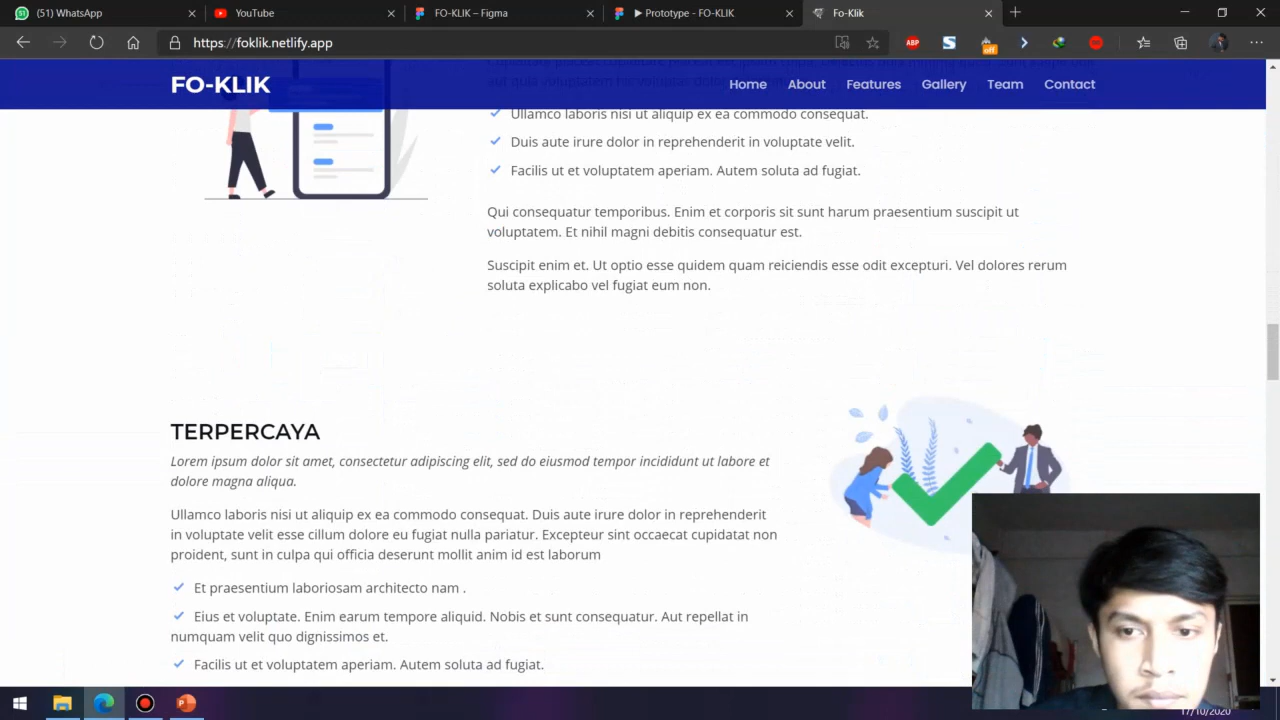 (51) WhatsApp
YouTube
FO-KLIK – Figma
Prototype - FO-KLIK
Fo-Klik
https://foklik.netlify.app
ABP
off
FO-KLIK
Home
About
Features
Gallery
Team
Contact
Ullamco laboris nisi ut aliquip ex ea commodo consequat.
Duis aute irure dolor in reprehenderit in voluptate velit.
Facilis ut et voluptatem aperiam. Autem soluta ad fugiat.
Qui consequatur temporibus. Enim et corporis sit sunt harum praesentium suscipit ut
voluptatem. Et nihil magni debitis consequatur est.
Suscipit enim et. Ut optio esse quidem quam reiciendis esse odit excepturi. Vel dolores rerum
soluta explicabo vel fugiat eum non.
TERPERCAYA
Lorem ipsum dolor sit amet, consectetur adipiscing elit, sed do eiusmod tempor incididunt ut labore et
dolore magna aliqua.
Ullamco laboris nisi ut aliquip ex ea commodo consequat. Duis aute irure dolor in reprehenderit
in voluptate velit esse cillum dolore eu fugiat nulla pariatur. Excepteur sint occaecat cupidatat non
proident, sunt in culpa qui officia deserunt mollit anim id est laborum
Et praesentium laboriosam architecto nam .
Eius et voluptate. Enim earum tempore aliquid. Nobis et sunt consequatur. Aut repellat in
numquam velit quo dignissimos et.
Facilis ut et voluptatem aperiam. Autem soluta ad fugiat.
17/10/2020